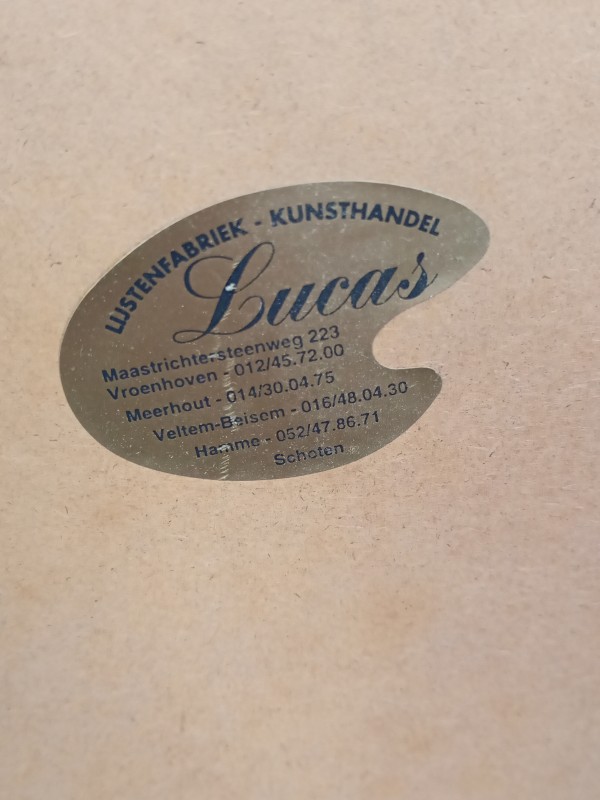 LIJSTENFABRIEK - KUNSTHANDEL
Lucas
Maastrichtersteenweg 223
Vroenhoven - 012/45.72.00
Meerhout - 014/30.04.75
Veltem-Beisem - 016/48.04.30
Hamme - 052/47.86.71
Schoten